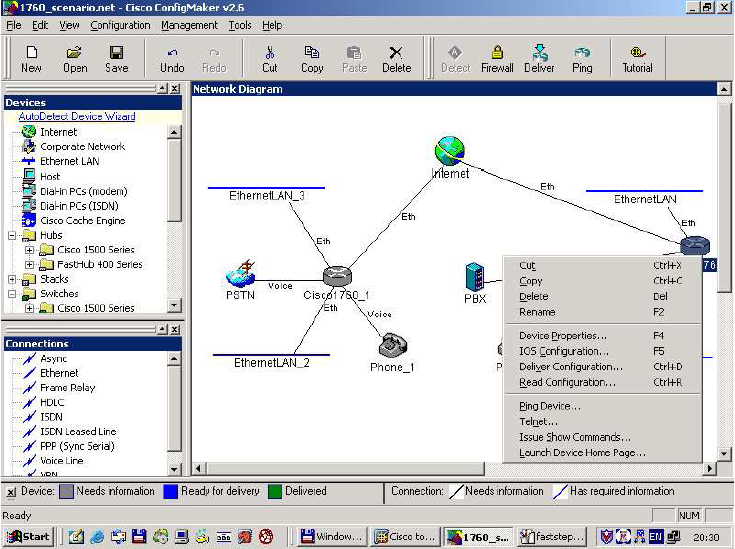 1760_scenario.net - Cisco ConfigMaker v2.6
File Edit View Configuration Management Tools Help
New Open Save Undo Redo Cut Copy Paste Delete Detect Firewall Deliver Ping Tutorial
Devices
AutoDetect Device Wizard
Internet
Corporate Network
Ethernet LAN
Host
Dial-in PCs (modem)
Dial-in PCs (ISDN)
Cisco Cache Engine
Hubs
Cisco 1500 Series
FastHub 400 Series
Stacks
Switches
Cisco 1500 Series
Connections
Async
Ethernet
Frame Relay
HDLC
ISDN
ISDN Leased Line
PPP (Sync Serial)
Voice Line
VPN
Network Diagram
Internet
EthernetLAN_3
Eth
Eth
EthernetLAN
Eth
Eth
PSTN
Voice
Cisco1760_1
Eth
Voice
EthernetLAN_2
Phone_1
PBX
76
Cut Ctrl+X
Copy Ctrl+C
Delete Del
Rename F2
Device Properties... F4
IOS Configuration... F5
Deliver Configuration... Ctrl+D
Read Configuration... Ctrl+R
Ping Device...
Telnet...
Issue Show Commands...
Launch Device Home Page...
Device: Needs information Ready for delivery Delivered Connection: Needs information Has required information
Ready NUM
Start Window... Cisco to... 1760_s... faststep... EN 20:30